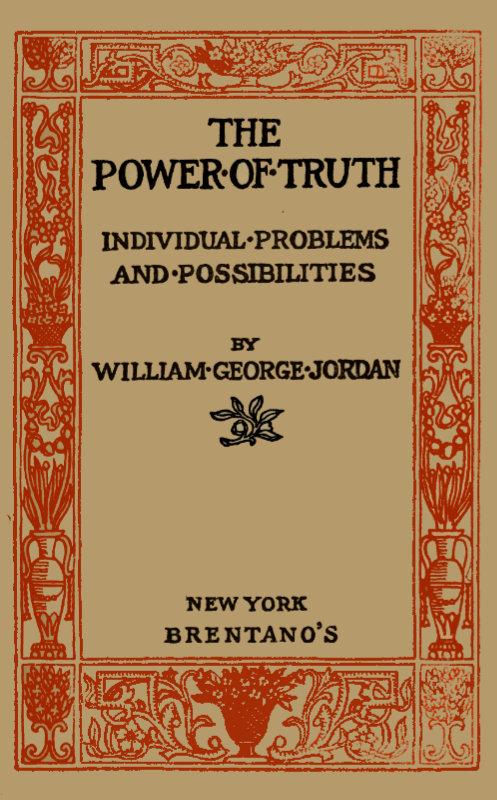 THE
POWER·OF·TRUTH
INDIVIDUAL·PROBLEMS
AND·POSSIBILITIES
BY
WILLIAM·GEORGE·JORDAN
NEW YORK
BRENTANO'S